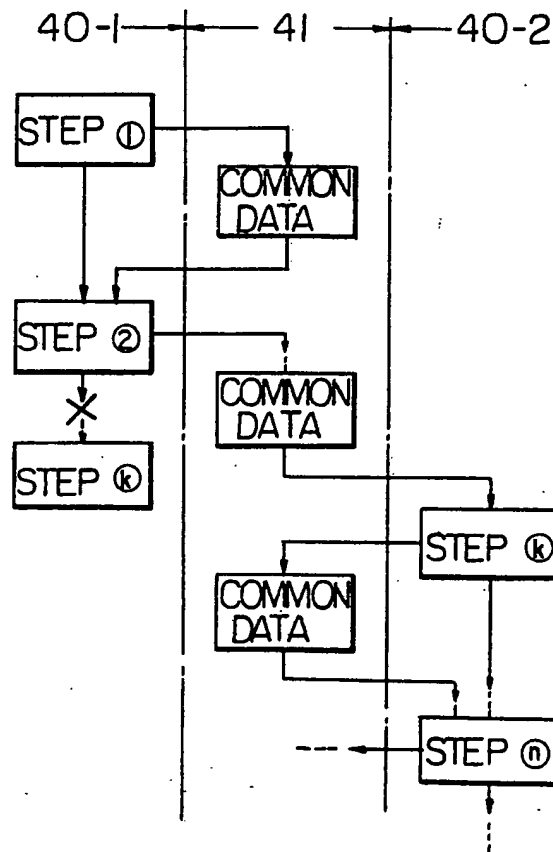 40-1 41 40-2
STEP ①
COMMON
DATA
STEP ②
COMMON
DATA
STEP ⓚ
STEP ⓚ
COMMON
DATA
STEP ⓝ